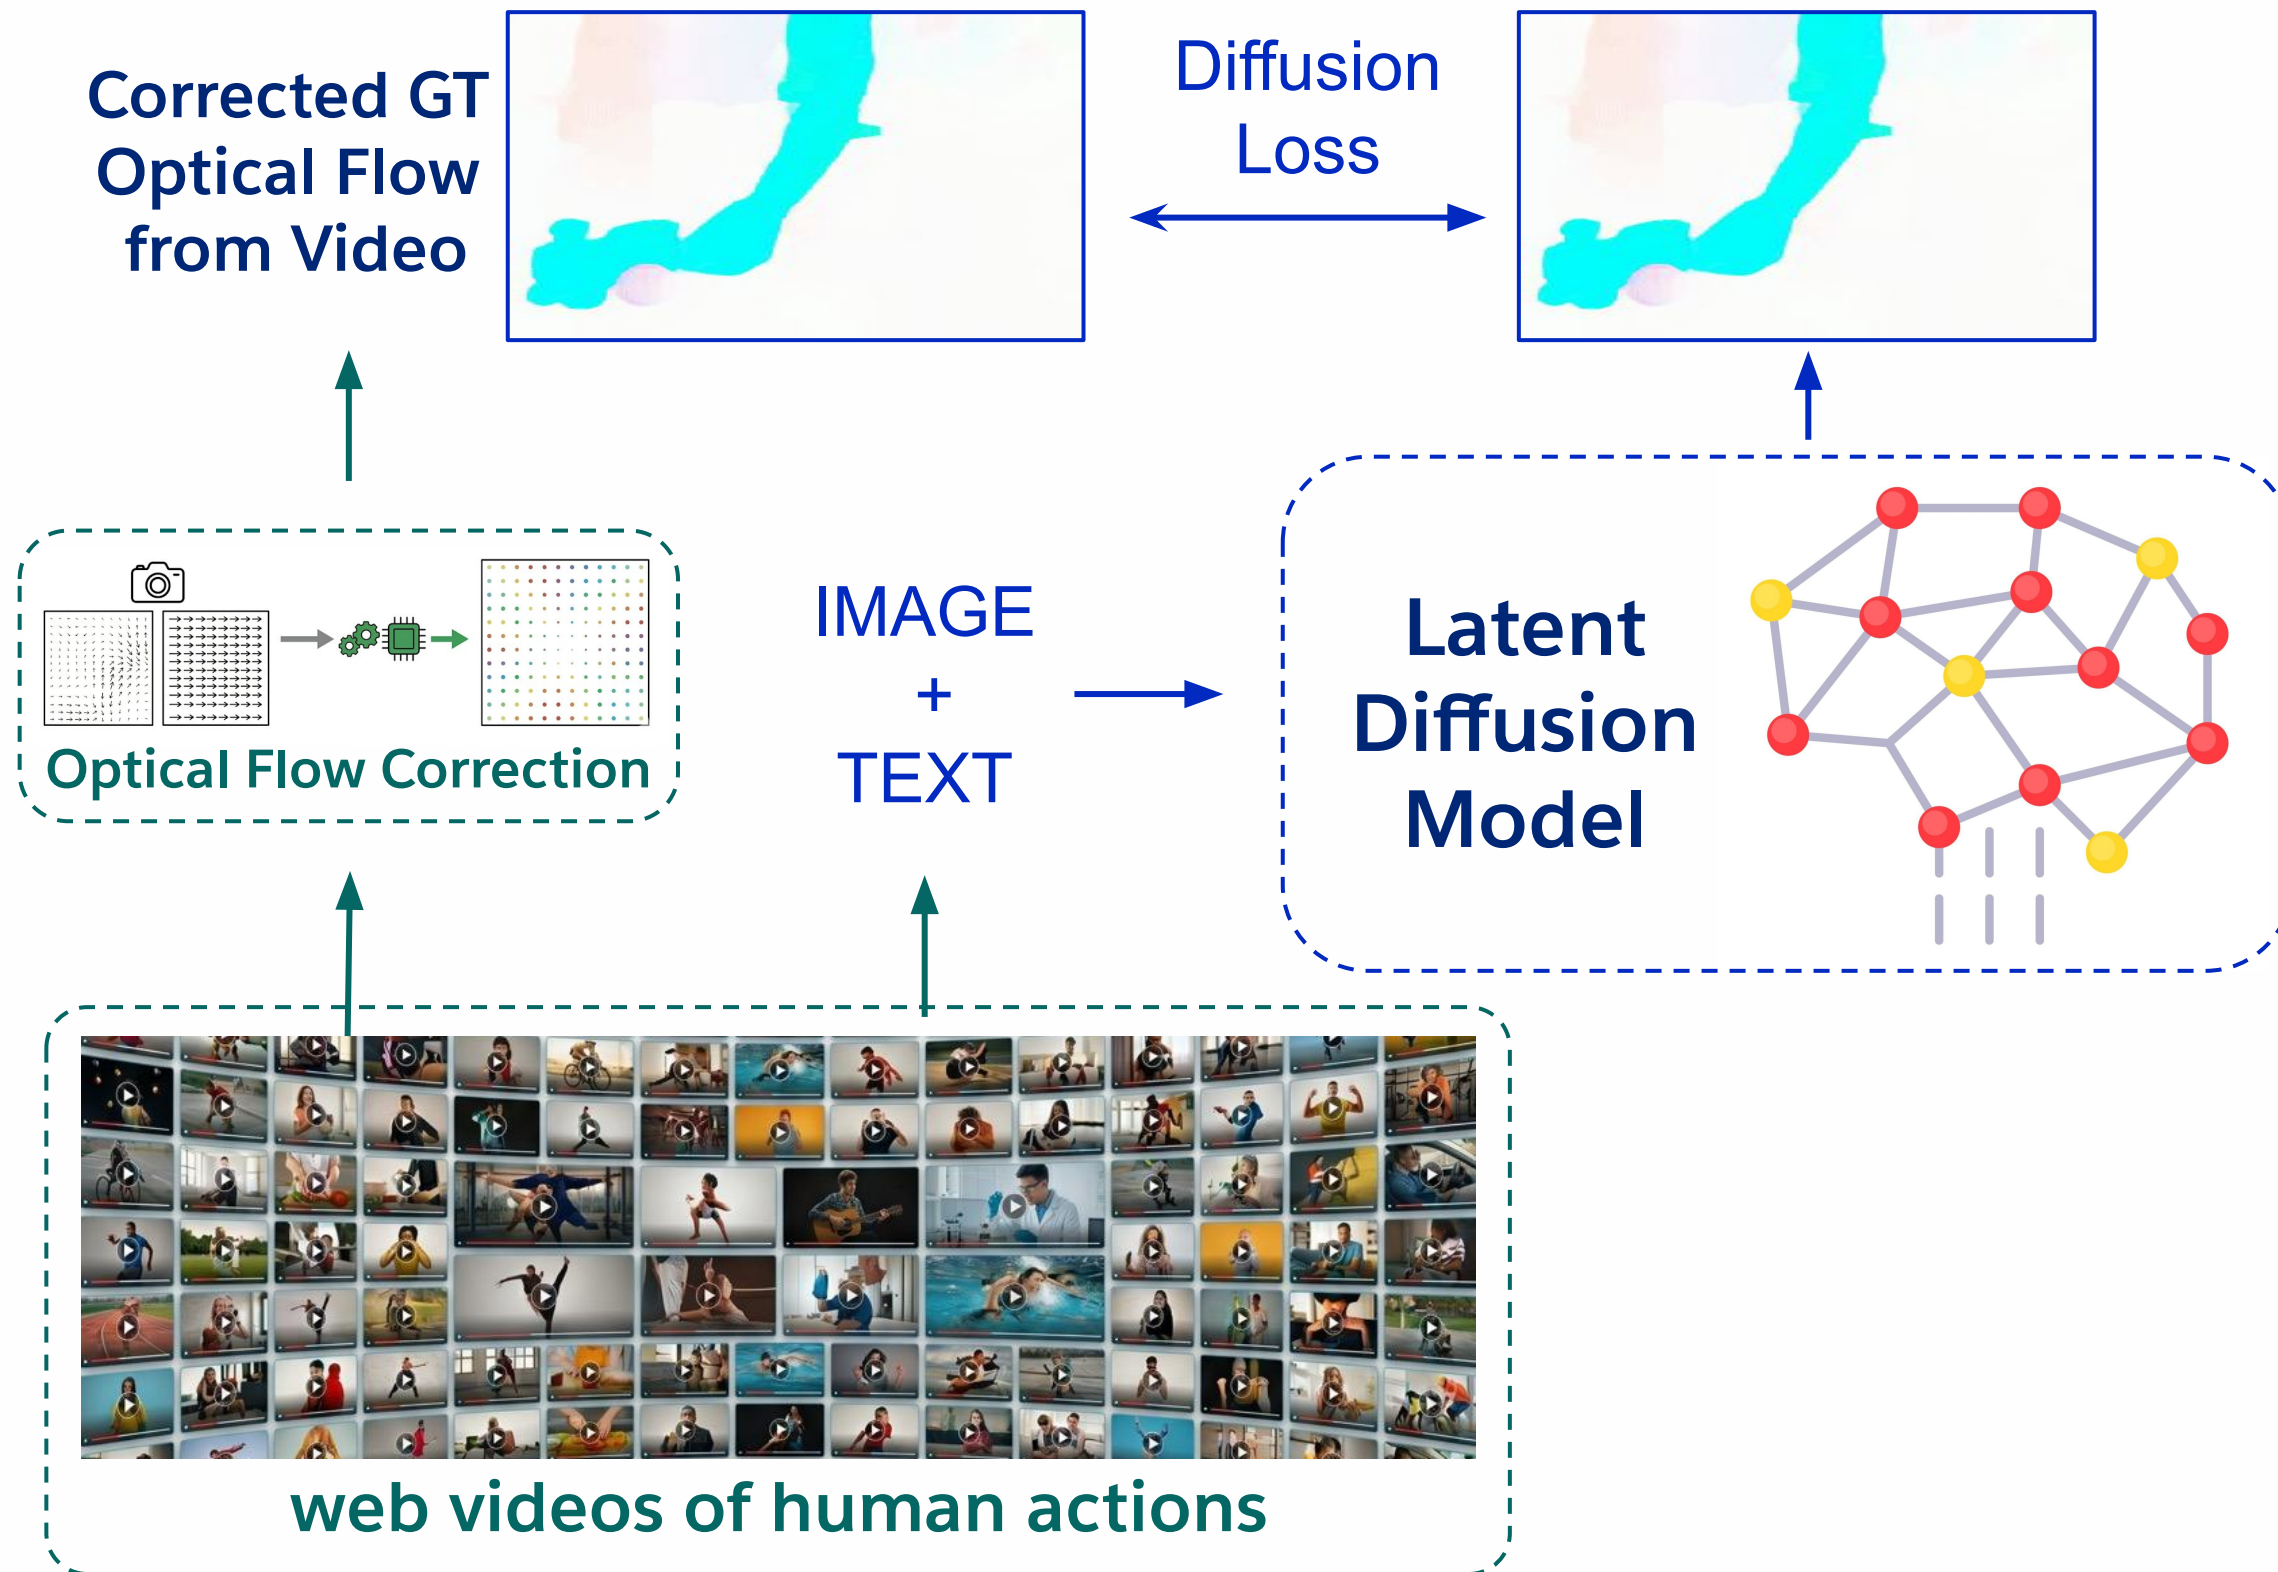 Corrected GT
Optical Flow
from Video
Diffusion
Loss
Optical Flow Correction
IMAGE
+
TEXT
Latent
Diffusion
Model
web videos of human actions